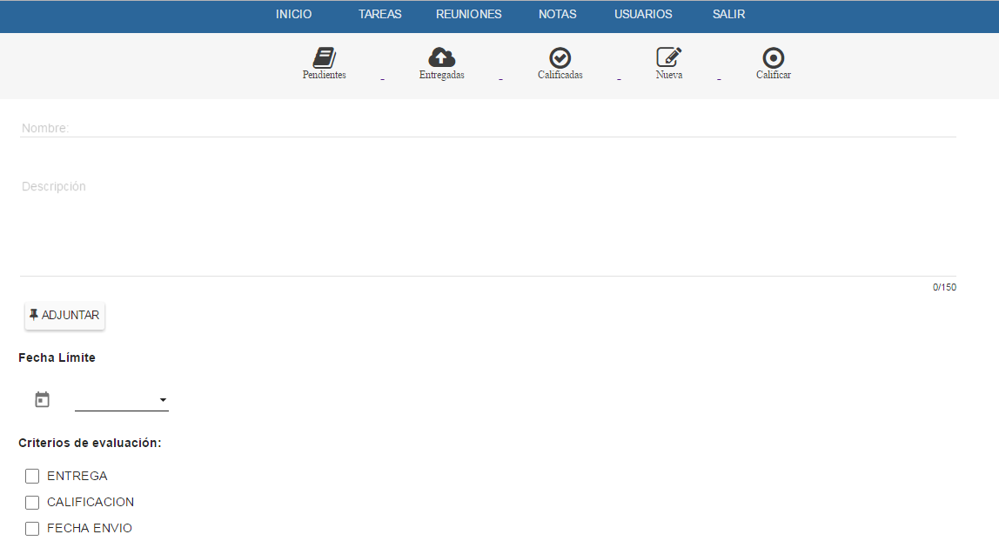 INICIO TAREAS REUNIONES NOTAS USUARIOS SALIR
Pendientes - Entregadas - Calificadas - Nueva - Calificar
Nombre:
Descripción
0/150
ADJUNTAR
Fecha Límite
Criterios de evaluación:
ENTREGA
CALIFICACION
FECHA ENVIO